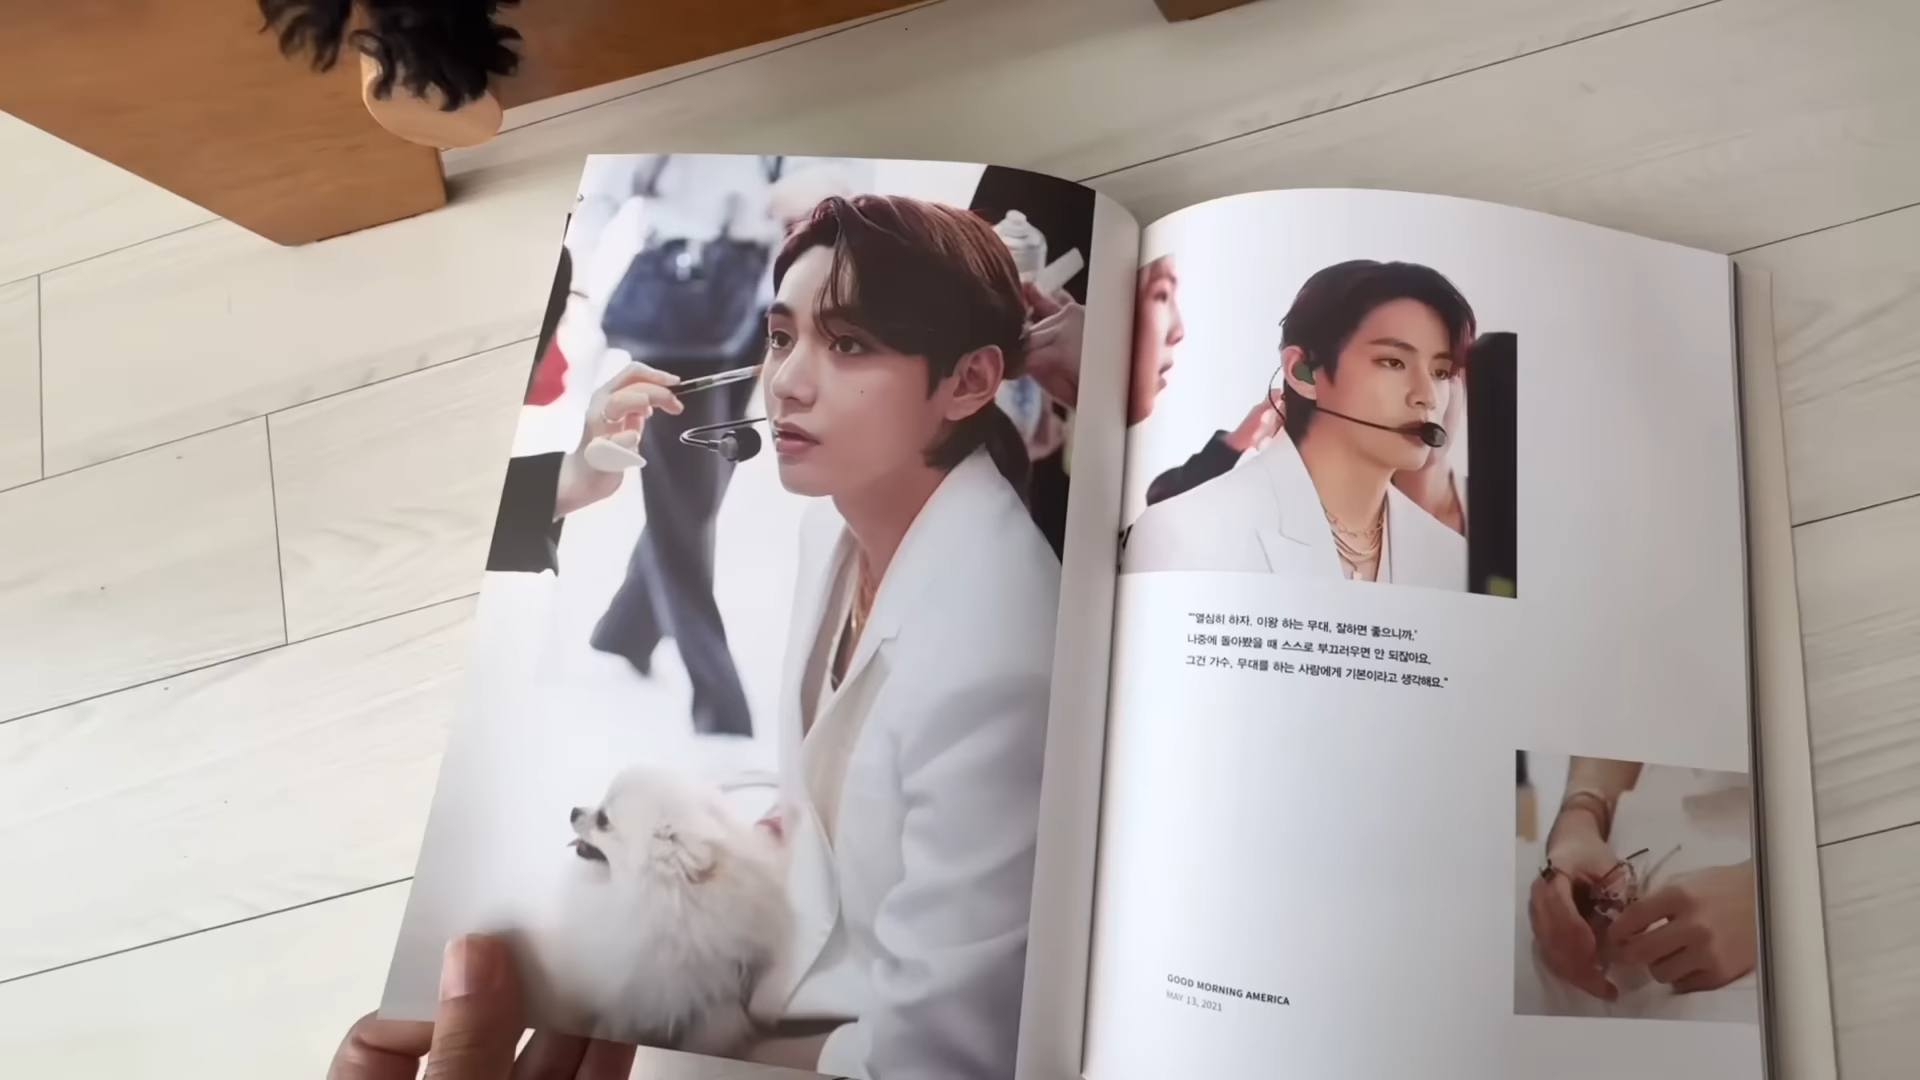 "'열심히 하자. 이왕 하는 무대, 잘하면 좋으니까.'
나중에 돌아봤을 때 스스로 부끄러우면 안 되잖아요.
그건 가수, 무대를 하는 사람에게 기본이라고 생각해요."
GOOD MORNING AMERICA
MAY 13, 2021